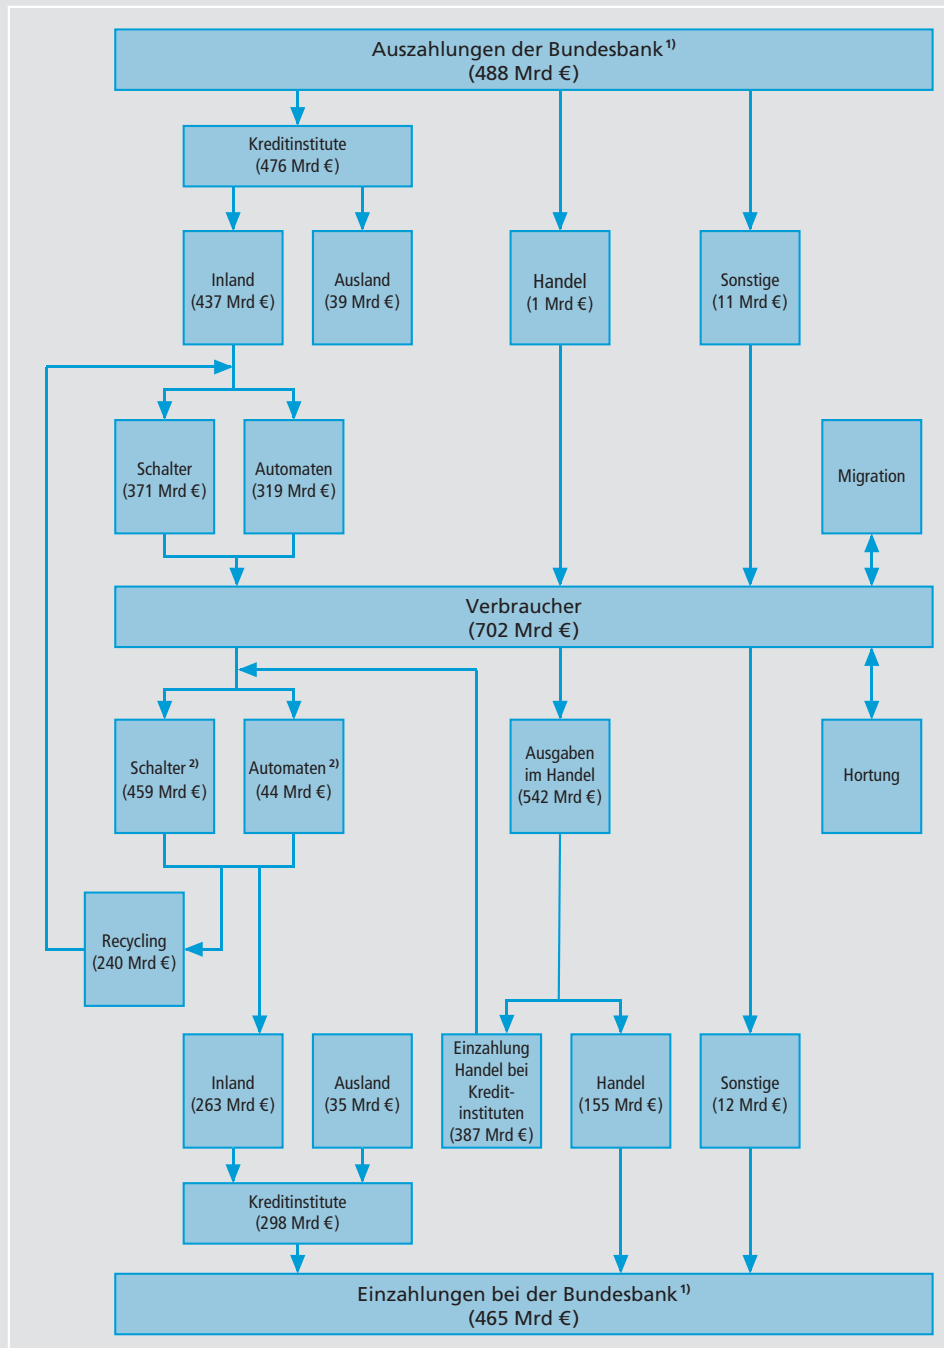 Auszahlungen der Bundesbank 1)
(488 Mrd €)
Kreditinstitute
(476 Mrd €)
Inland
(437 Mrd €)
Ausland
(39 Mrd €)
Handel
(1 Mrd €)
Sonstige
(11 Mrd €)
Schalter
(371 Mrd €)
Automaten
(319 Mrd €)
Migration
Verbraucher
(702 Mrd €)
Schalter 2)
(459 Mrd €)
Automaten 2)
(44 Mrd €)
Ausgaben
im Handel
(542 Mrd €)
Hortung
Recycling
(240 Mrd €)
Inland
(263 Mrd €)
Ausland
(35 Mrd €)
Einzahlung
Handel bei
Kredit-
instituten
(387 Mrd €)
Handel
(155 Mrd €)
Sonstige
(12 Mrd €)
Kreditinstitute
(298 Mrd €)
Einzahlungen bei der Bundesbank 1)
(465 Mrd €)